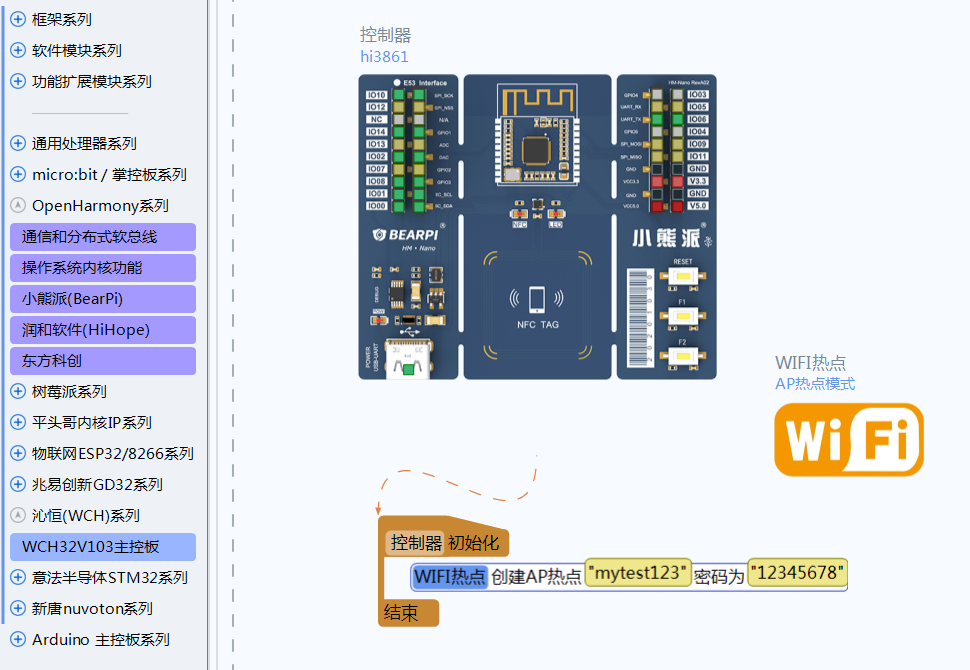 框架系列
软件模块系列
功能扩展模块系列
通用处理器系列
micro:bit / 掌控板系列
OpenHarmony系列
通信和分布式软总线
操作系统内核功能
小熊派(BearPi)
润和软件(HiHope)
东方科创
树莓派系列
平头哥内核IP系列
物联网ESP32/8266系列
兆易创新GD32系列
沁恒(WCH)系列
WCH32V103主控板
意法半导体STM32系列
新唐nuvoton系列
Arduino 主控板系列
控制器
hi3861
E53 Interface
IO10 SPI_SCK
IO12 SPI_NSS
NC N/A
IO14 GPIO1
IO13 ADC
IO02 DAC
IO07 GPIO2
IO08 GPIO3
IO01 IIC_SCL
IO00 IIC_SDA
BEARPI
HM • Nano
DEBUG
POWER
USB-UART
NFC LED
NFC TAG
HM-Nano RevA02
GPIO4 IO03
UART_RX IO05
UART_TX IO06
GPIO5 IO04
SPI_MOSI IO09
SPI_MISO IO11
GND GND
VCC3.3 V3.3
GND GND
VCC5.0 V5.0
小熊派
RESET
F1
F2
WIFI热点
AP热点模式
WiFi
控制器 初始化
WIFI热点 创建AP热点 "mytest123" 密码为 "12345678"
结束